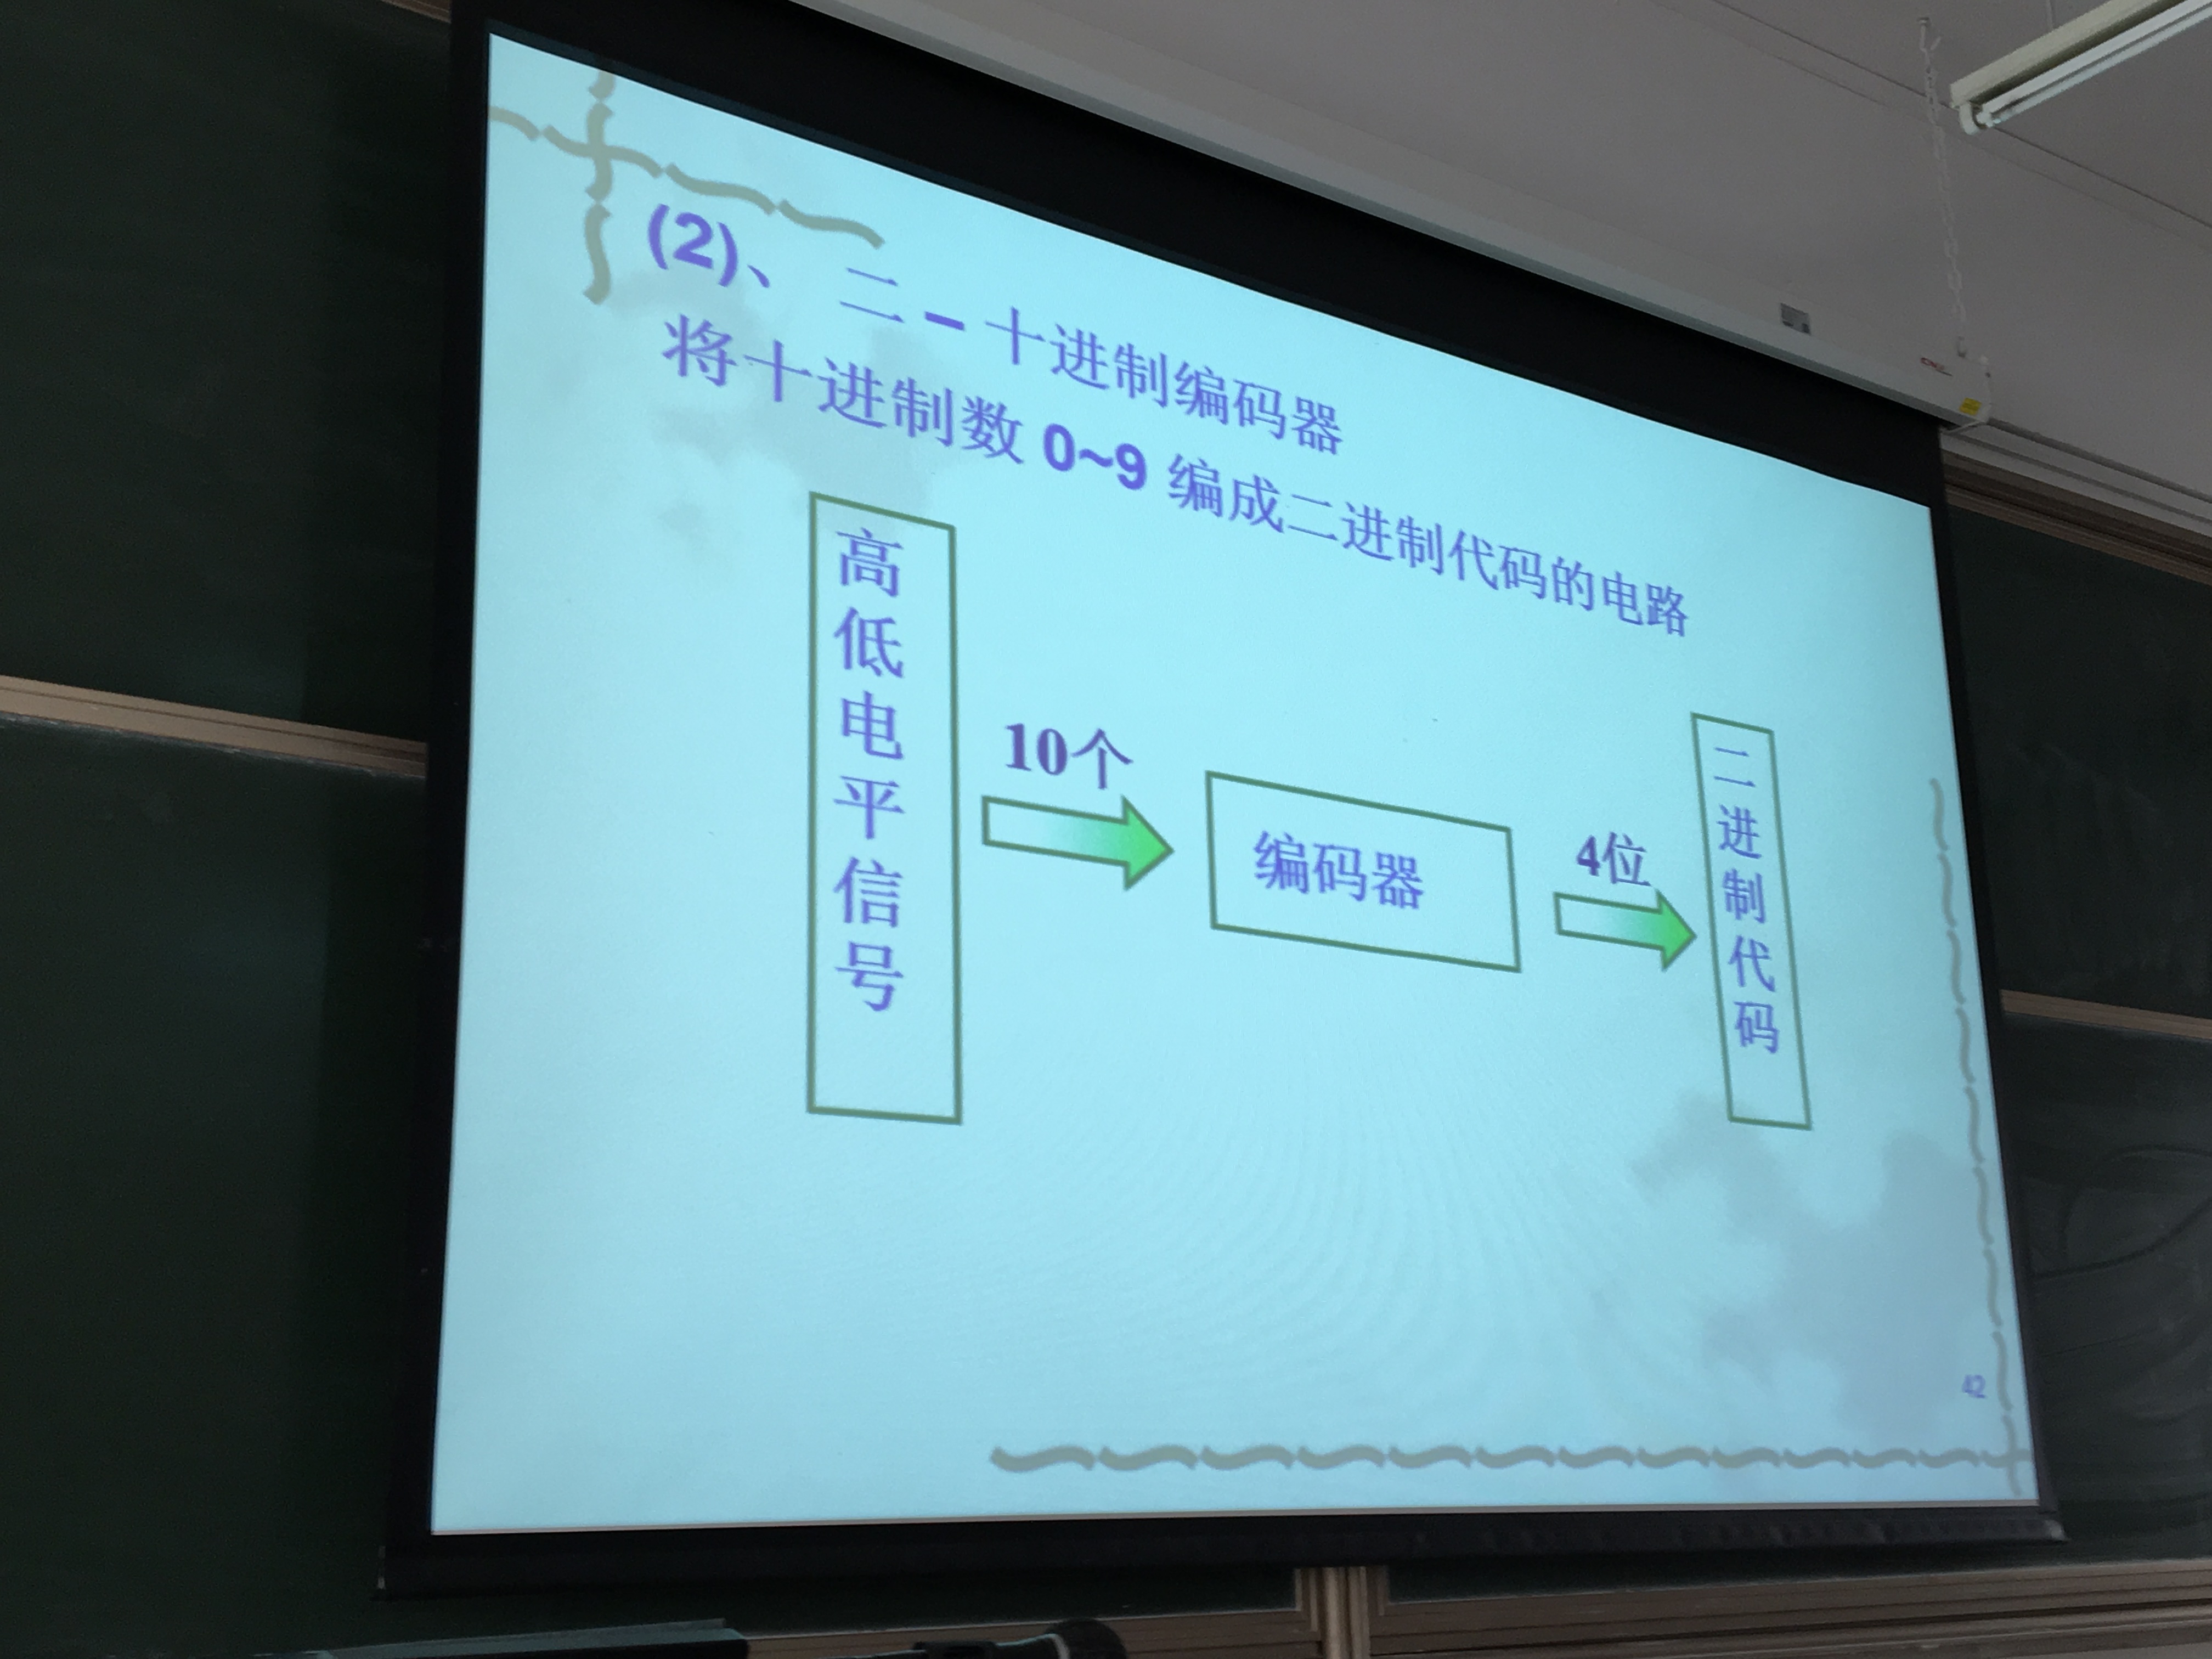 (2)、 二－十进制编码器
将十进制数 0~9 编成二进制代码的电路
高低电平信号
10个
编码器
4位
二进制代码
42